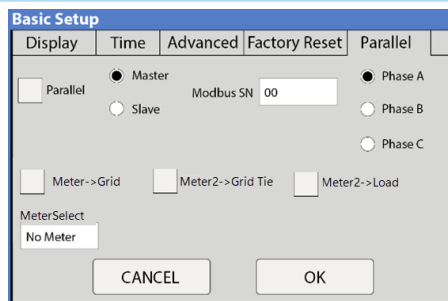 Basic Setup
Display Time Advanced Factory Reset Parallel
Parallel Master Modbus SN 00 Phase A
Slave Phase B
Phase C
Meter->Grid Meter2->Grid Tie Meter2->Load
MeterSelect
No Meter
CANCEL OK